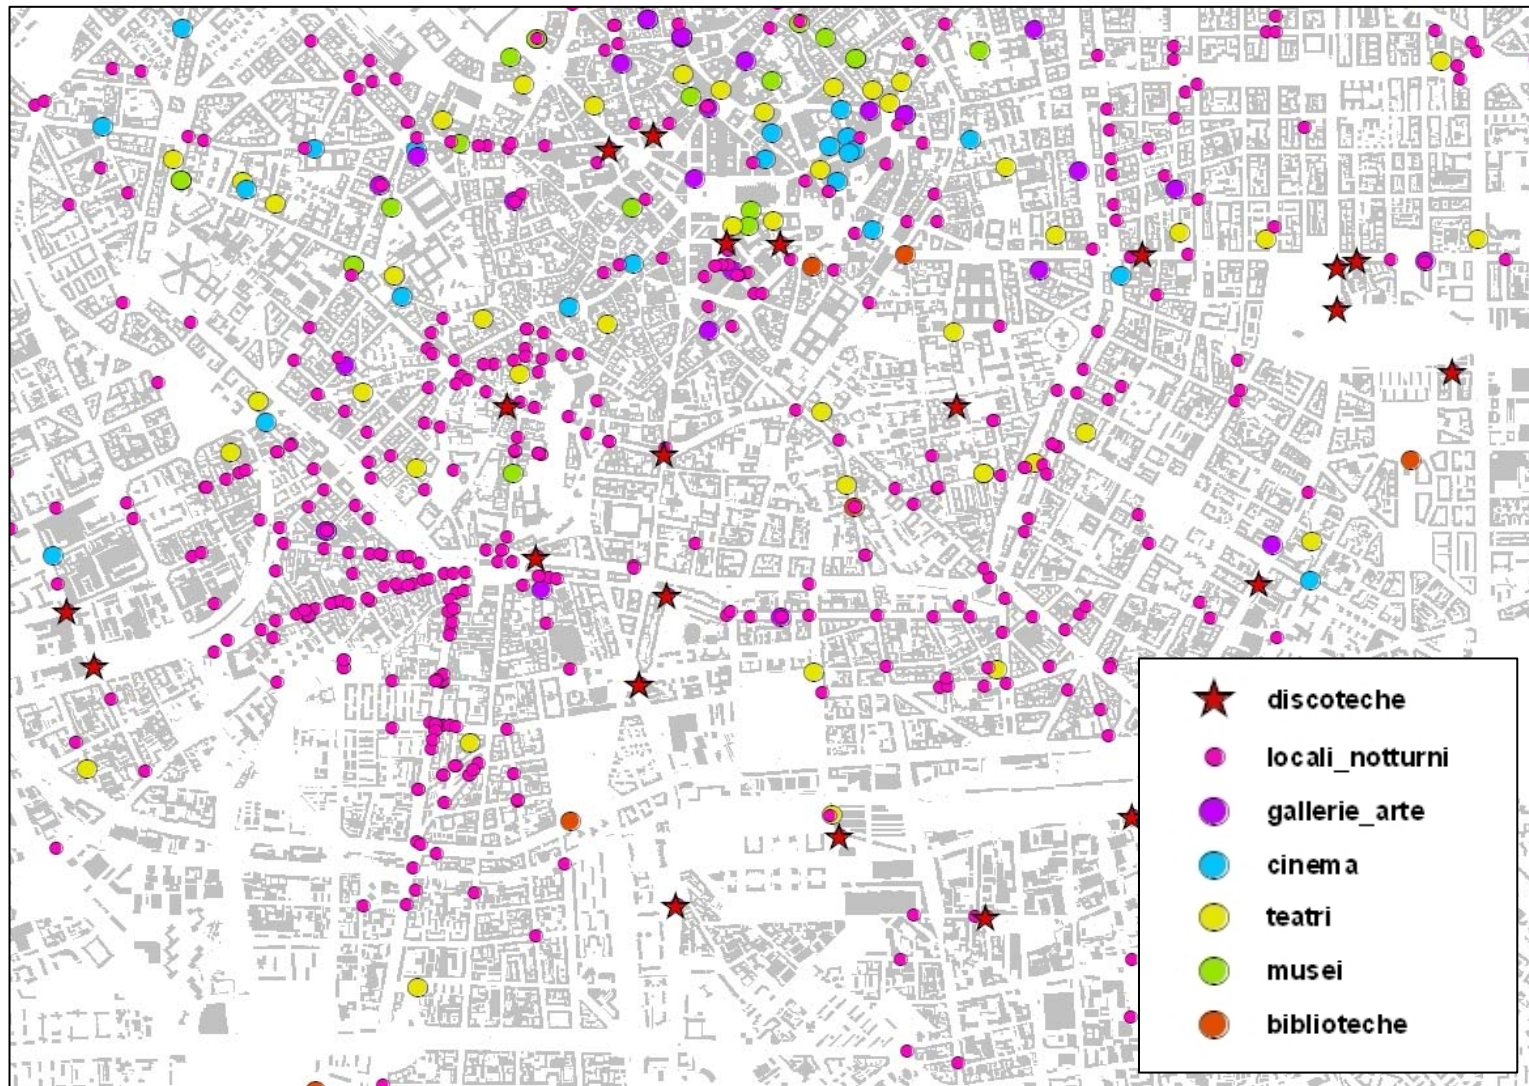 discoteche
locali_notturni
gallerie_arte
cinema
teatri
musei
biblioteche